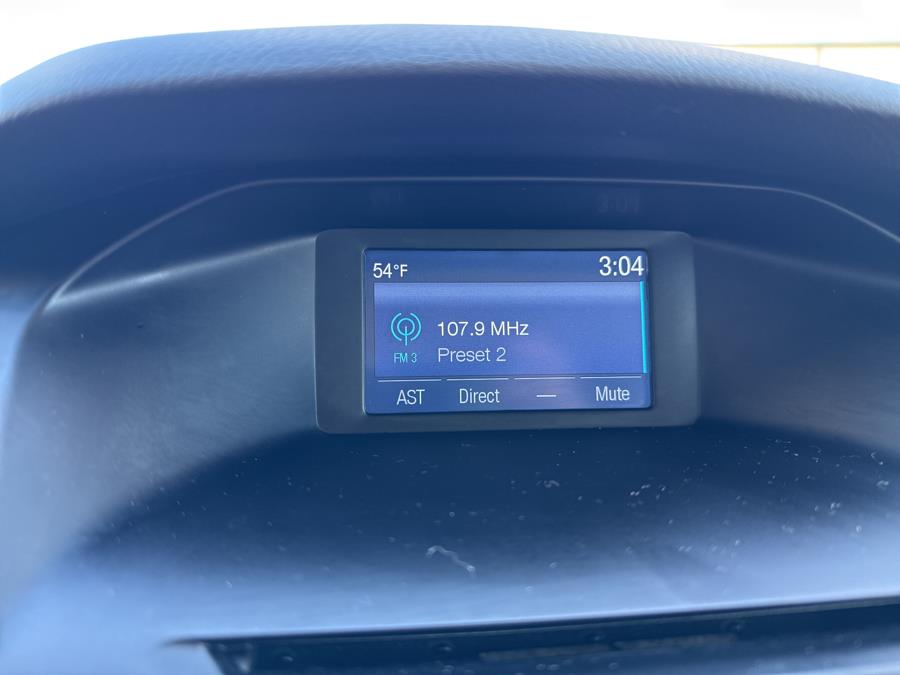 54°F 3:04
107.9 MHz
FM 3 Preset 2
AST Direct — Mute